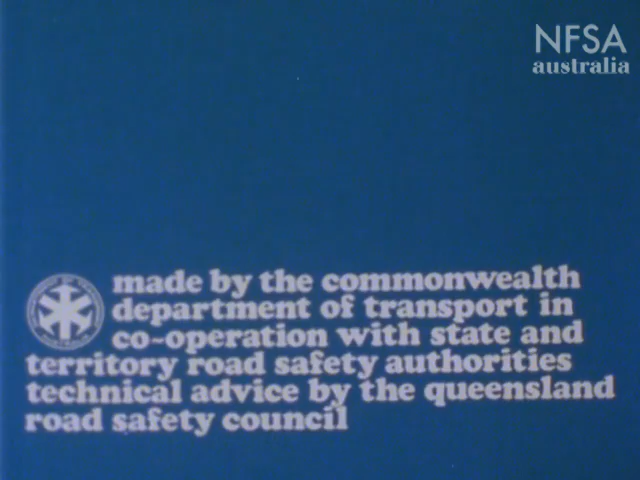 NFSA
australia
made by the commonwealth
department of transport in
co-operation with state and
territory road safety authorities
technical advice by the queensland
road safety council